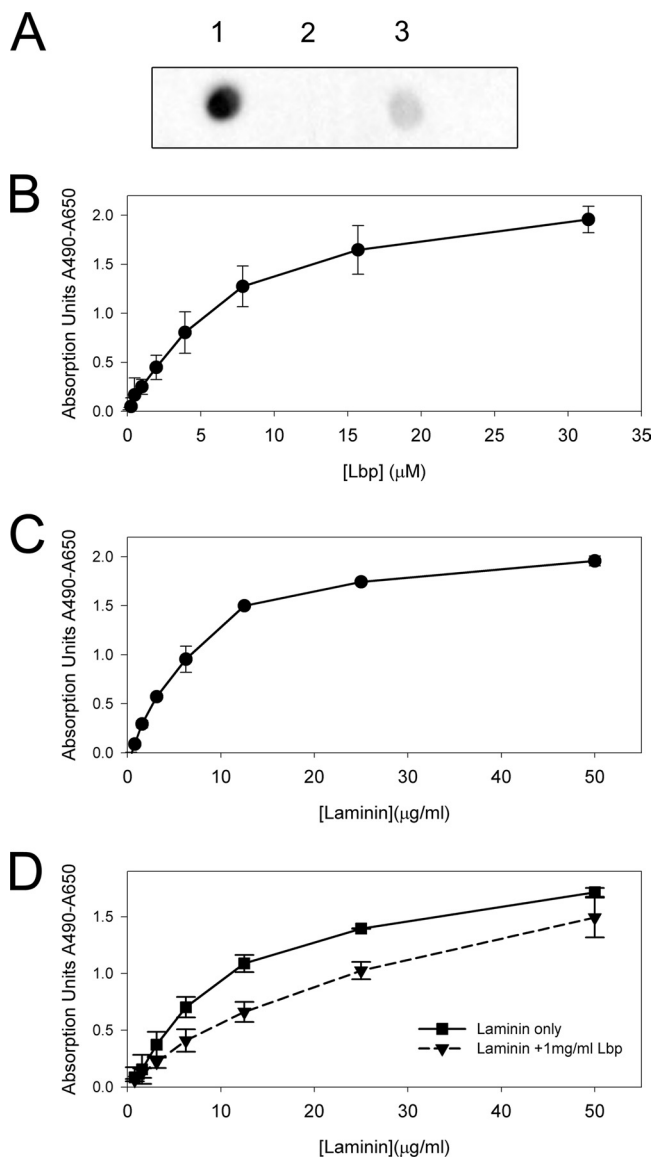 A
1 2 3
B
Absorption Units A490-A650
2.0
1.5
1.0
0.5
0.0
0 5 10 15 20 25 30 35
[Lbp] (μM)
C
Absorption Units A490-A650
2.0
1.5
1.0
0.5
0.0
0 10 20 30 40 50
[Laminin](μg/ml)
D
Absorption Units A490-A650
1.5
1.0
0.5
0.0
Laminin only
Laminin +1mg/ml Lbp
0 10 20 30 40 50
[Laminin](μg/ml)